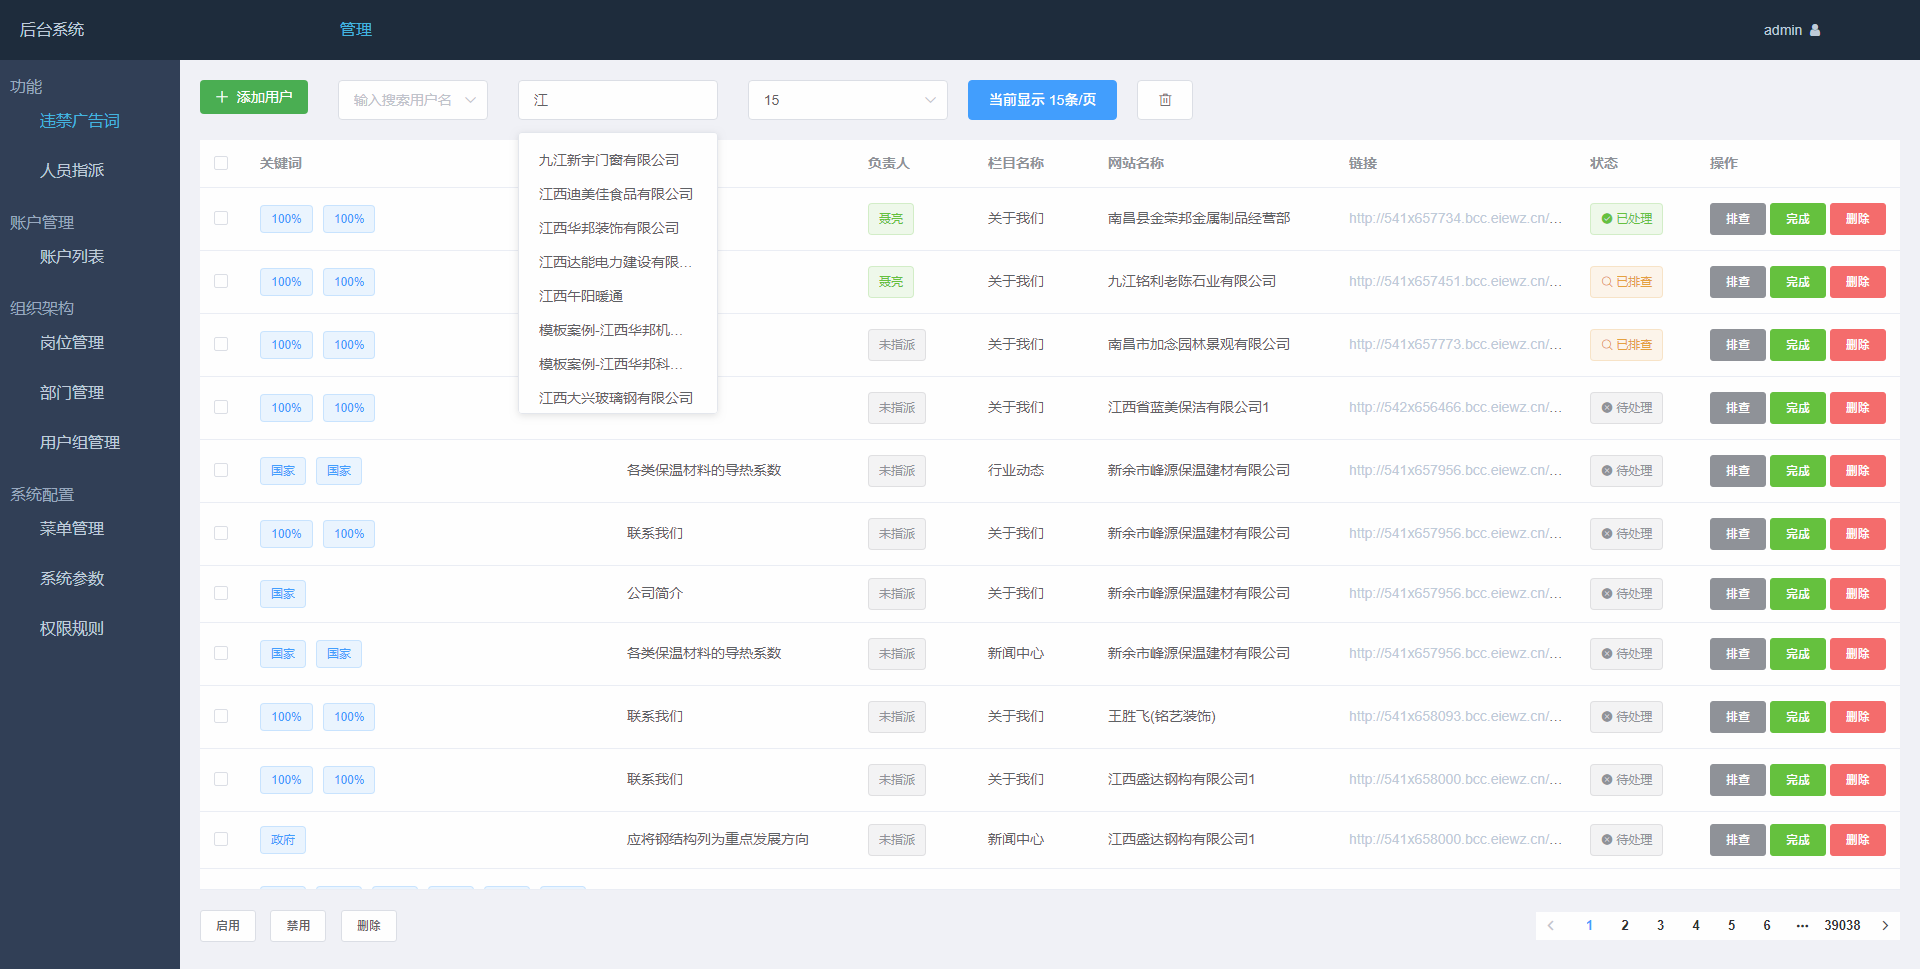 后台系统 管理 admin
功能
违禁广告词
人员指派
账户管理
账户列表
组织架构
岗位管理
部门管理
用户组管理
系统配置
菜单管理
系统参数
权限规则
添加用户 输入搜索用户名 江 15 当前显示 15条/页
九江新宇门窗有限公司
江西迪美佳食品有限公司
江西华邦装饰有限公司
江西达能电力建设有限...
江西午阳暖通
模板案例-江西华邦机...
模板案例-江西华邦科...
江西大兴玻璃钢有限公司
关键词 负责人 栏目名称 网站名称 链接 状态 操作
100% 100% 聂亮 关于我们 南昌县金荣邦金属制品经营部 http://541x657734.bcc.eiewz.cn/... 已处理 排查 完成 删除
100% 100% 聂亮 关于我们 九江铭利老陈石业有限公司 http://541x657451.bcc.eiewz.cn/... 已排查 排查 完成 删除
100% 100% 未指派 关于我们 南昌市加念园林景观有限公司 http://541x657773.bcc.eiewz.cn/... 已排查 排查 完成 删除
100% 100% 未指派 关于我们 江西省蓝美保洁有限公司1 http://542x656466.bcc.eiewz.cn/... 待处理 排查 完成 删除
国家 国家 各类保温材料的导热系数 未指派 行业动态 新余市峰源保温建材有限公司 http://541x657956.bcc.eiewz.cn/... 待处理 排查 完成 删除
100% 100% 联系我们 未指派 关于我们 新余市峰源保温建材有限公司 http://541x657956.bcc.eiewz.cn/... 待处理 排查 完成 删除
国家 公司简介 未指派 关于我们 新余市峰源保温建材有限公司 http://541x657956.bcc.eiewz.cn/... 待处理 排查 完成 删除
国家 国家 各类保温材料的导热系数 未指派 新闻中心 新余市峰源保温建材有限公司 http://541x657956.bcc.eiewz.cn/... 待处理 排查 完成 删除
100% 100% 联系我们 未指派 关于我们 王胜飞(铭艺装饰) http://541x658093.bcc.eiewz.cn/... 待处理 排查 完成 删除
100% 100% 联系我们 未指派 关于我们 江西盛达钢构有限公司1 http://541x658000.bcc.eiewz.cn/... 待处理 排查 完成 删除
政府 应将钢结构列为重点发展方向 未指派 新闻中心 江西盛达钢构有限公司1 http://541x658000.bcc.eiewz.cn/... 待处理 排查 完成 删除
启用 禁用 删除 1 2 3 4 5 6 ... 39038